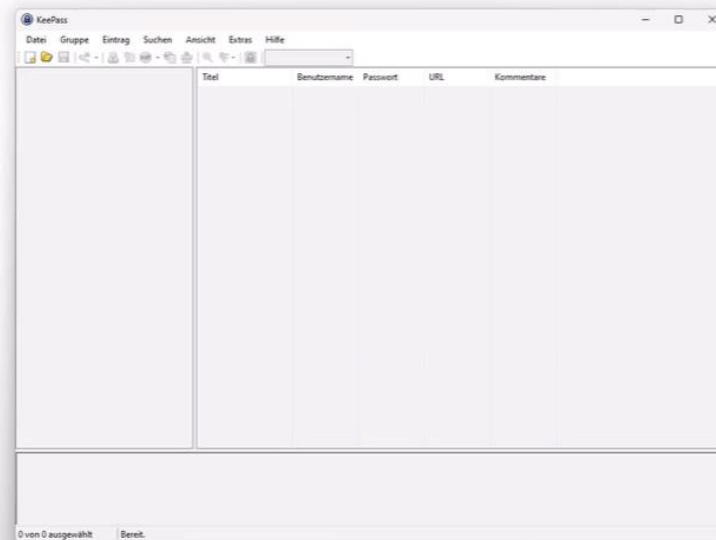 KeePass
Datei Gruppe Eintrag Suchen Ansicht Extras Hilfe
Titel Benutzername Passwort URL Kommentare
0 von 0 ausgewählt Bereit.